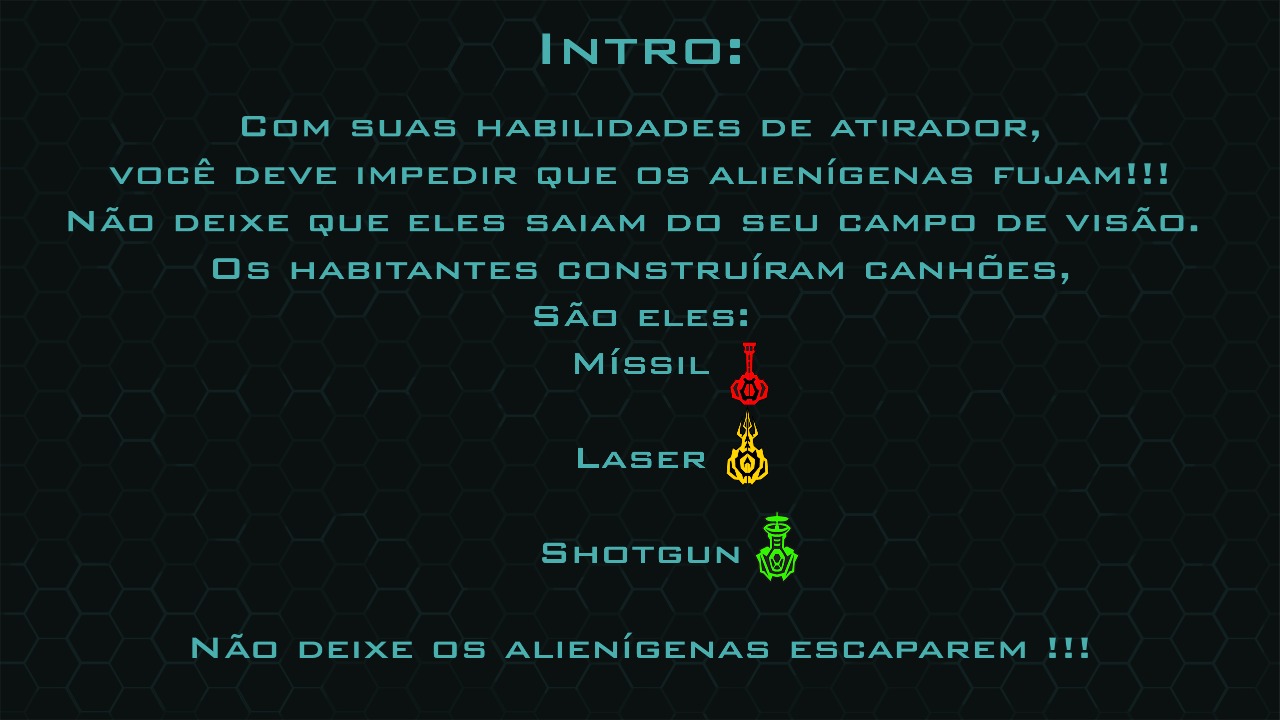 Intro:
Com suas habilidades de atirador,
você deve impedir que os alienígenas fujam!!!
Não deixe que eles saiam do seu campo de visão.
Os habitantes construíram canhões,
São eles:
Míssil
Laser
Shotgun
Não deixe os alienígenas escaparem !!!